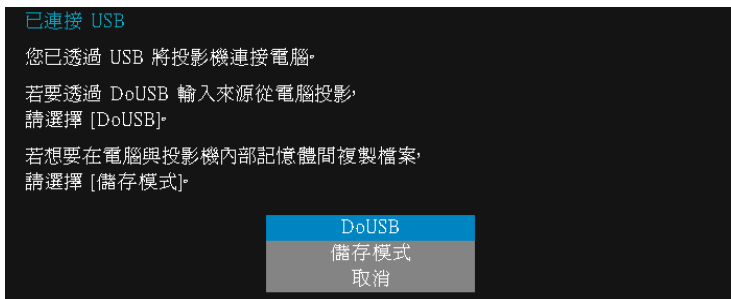 已連接 USB
您已透過 USB 將投影機連接電腦。
若要透過 DoUSB 輸入來源從電腦投影，
請選擇 [DoUSB]。
若想要在電腦與投影機內部記憶體間複製檔案，
請選擇 [儲存模式]。
DoUSB
儲存模式
取消